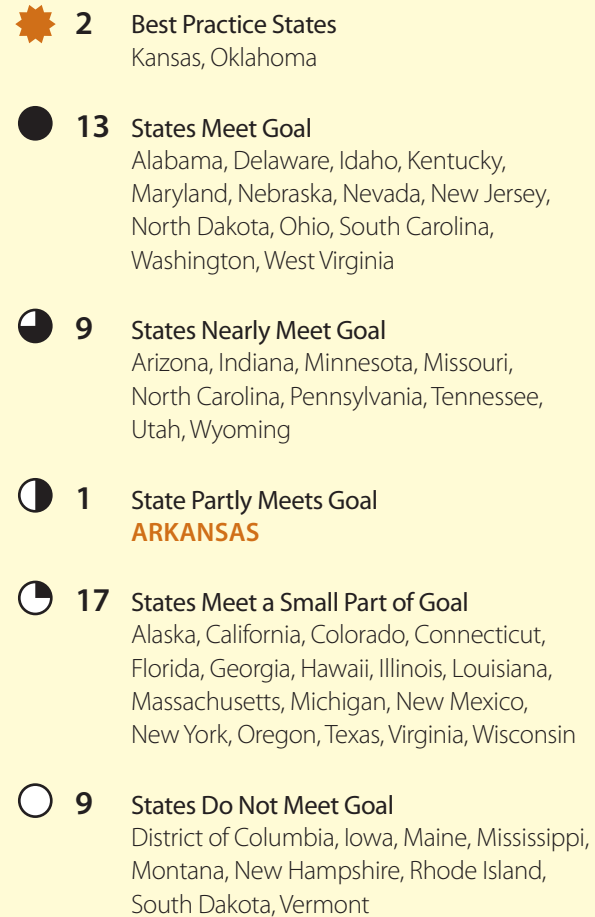 2 Best Practice States
Kansas, Oklahoma
13 States Meet Goal
Alabama, Delaware, Idaho, Kentucky,
Maryland, Nebraska, Nevada, New Jersey,
North Dakota, Ohio, South Carolina,
Washington, West Virginia
9 States Nearly Meet Goal
Arizona, Indiana, Minnesota, Missouri,
North Carolina, Pennsylvania, Tennessee,
Utah, Wyoming
1 State Partly Meets Goal
ARKANSAS
17 States Meet a Small Part of Goal
Alaska, California, Colorado, Connecticut,
Florida, Georgia, Hawaii, Illinois, Louisiana,
Massachusetts, Michigan, New Mexico,
New York, Oregon, Texas, Virginia, Wisconsin
9 States Do Not Meet Goal
District of Columbia, Iowa, Maine, Mississippi,
Montana, New Hampshire, Rhode Island,
South Dakota, Vermont